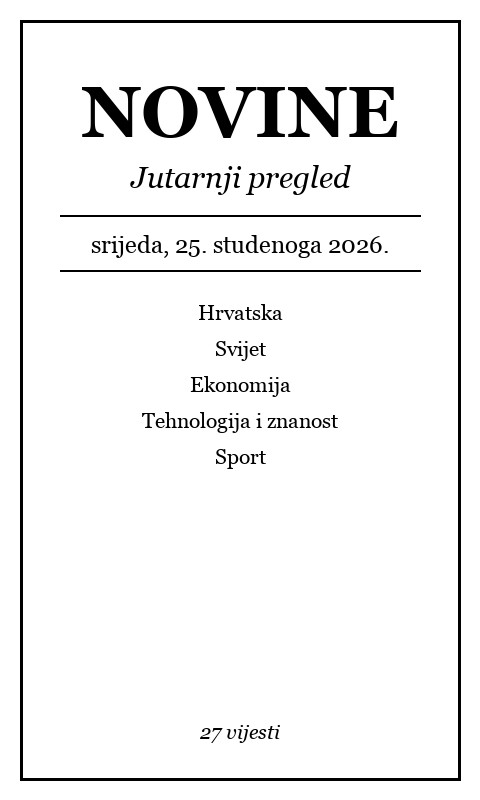 NOVINE
Jutarnji pregled
srijeda, 25. studenoga 2026.
Hrvatska
Svijet
Ekonomija
Tehnologija i znanost
Sport
27 vijesti